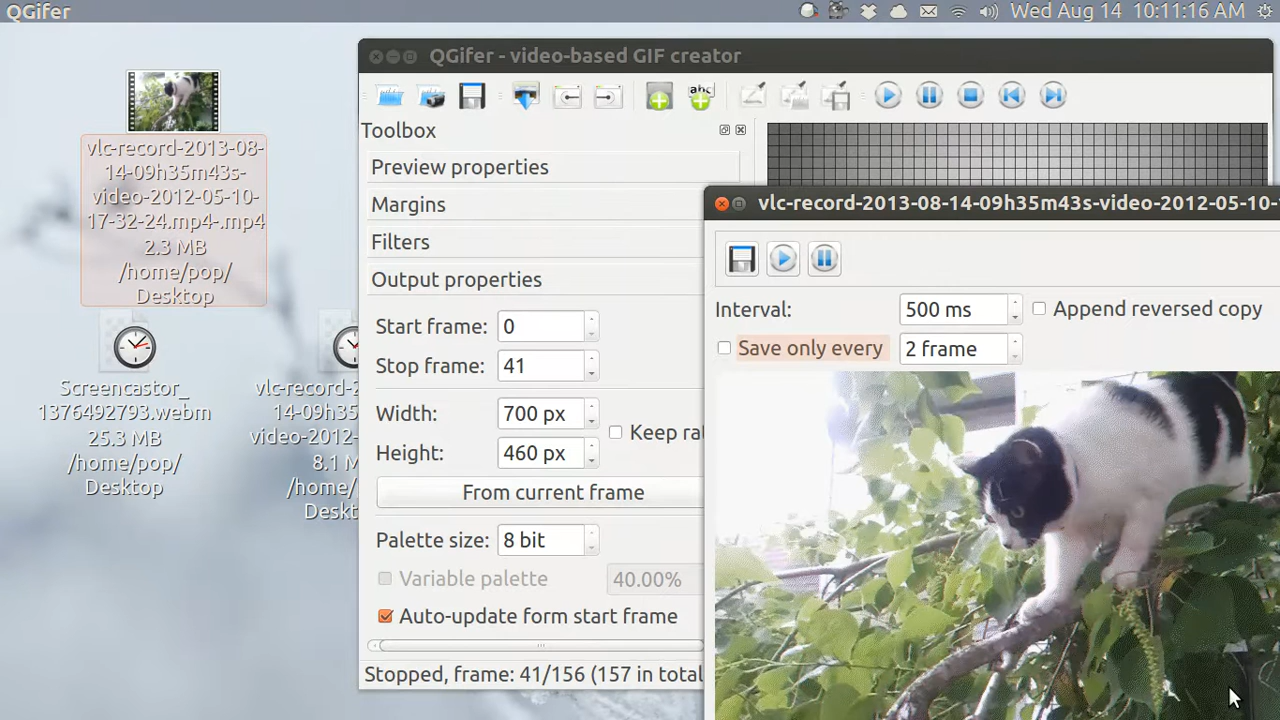 QGifer
Wed Aug 14 10:11:16 AM
vlc-record-2013-08-
14-09h35m43s-
video-2012-05-10-
17-32-24.mp4-.mp4
2.3 MB
/home/pop/
Desktop
Screencastor_
1376492793.webm
25.3 MB
/home/pop/
Desktop
vlc-r
14-09h35
video-2012
8.1 M
/home/
Deskt
QGifer - video-based GIF creator
abc
Toolbox
Preview properties
Margins
Filters
Output properties
Start frame: 0
Stop frame: 41
Width: 700 px
Height: 460 px
Keep ra
From current frame
Palette size: 8 bit
Variable palette 40.00%
Auto-update form start frame
Stopped, frame: 41/156 (157 in total
vlc-record-2013-08-14-09h35m43s-video-2012-05-10-
Interval: 500 ms Append reversed copy
Save only every 2 frame